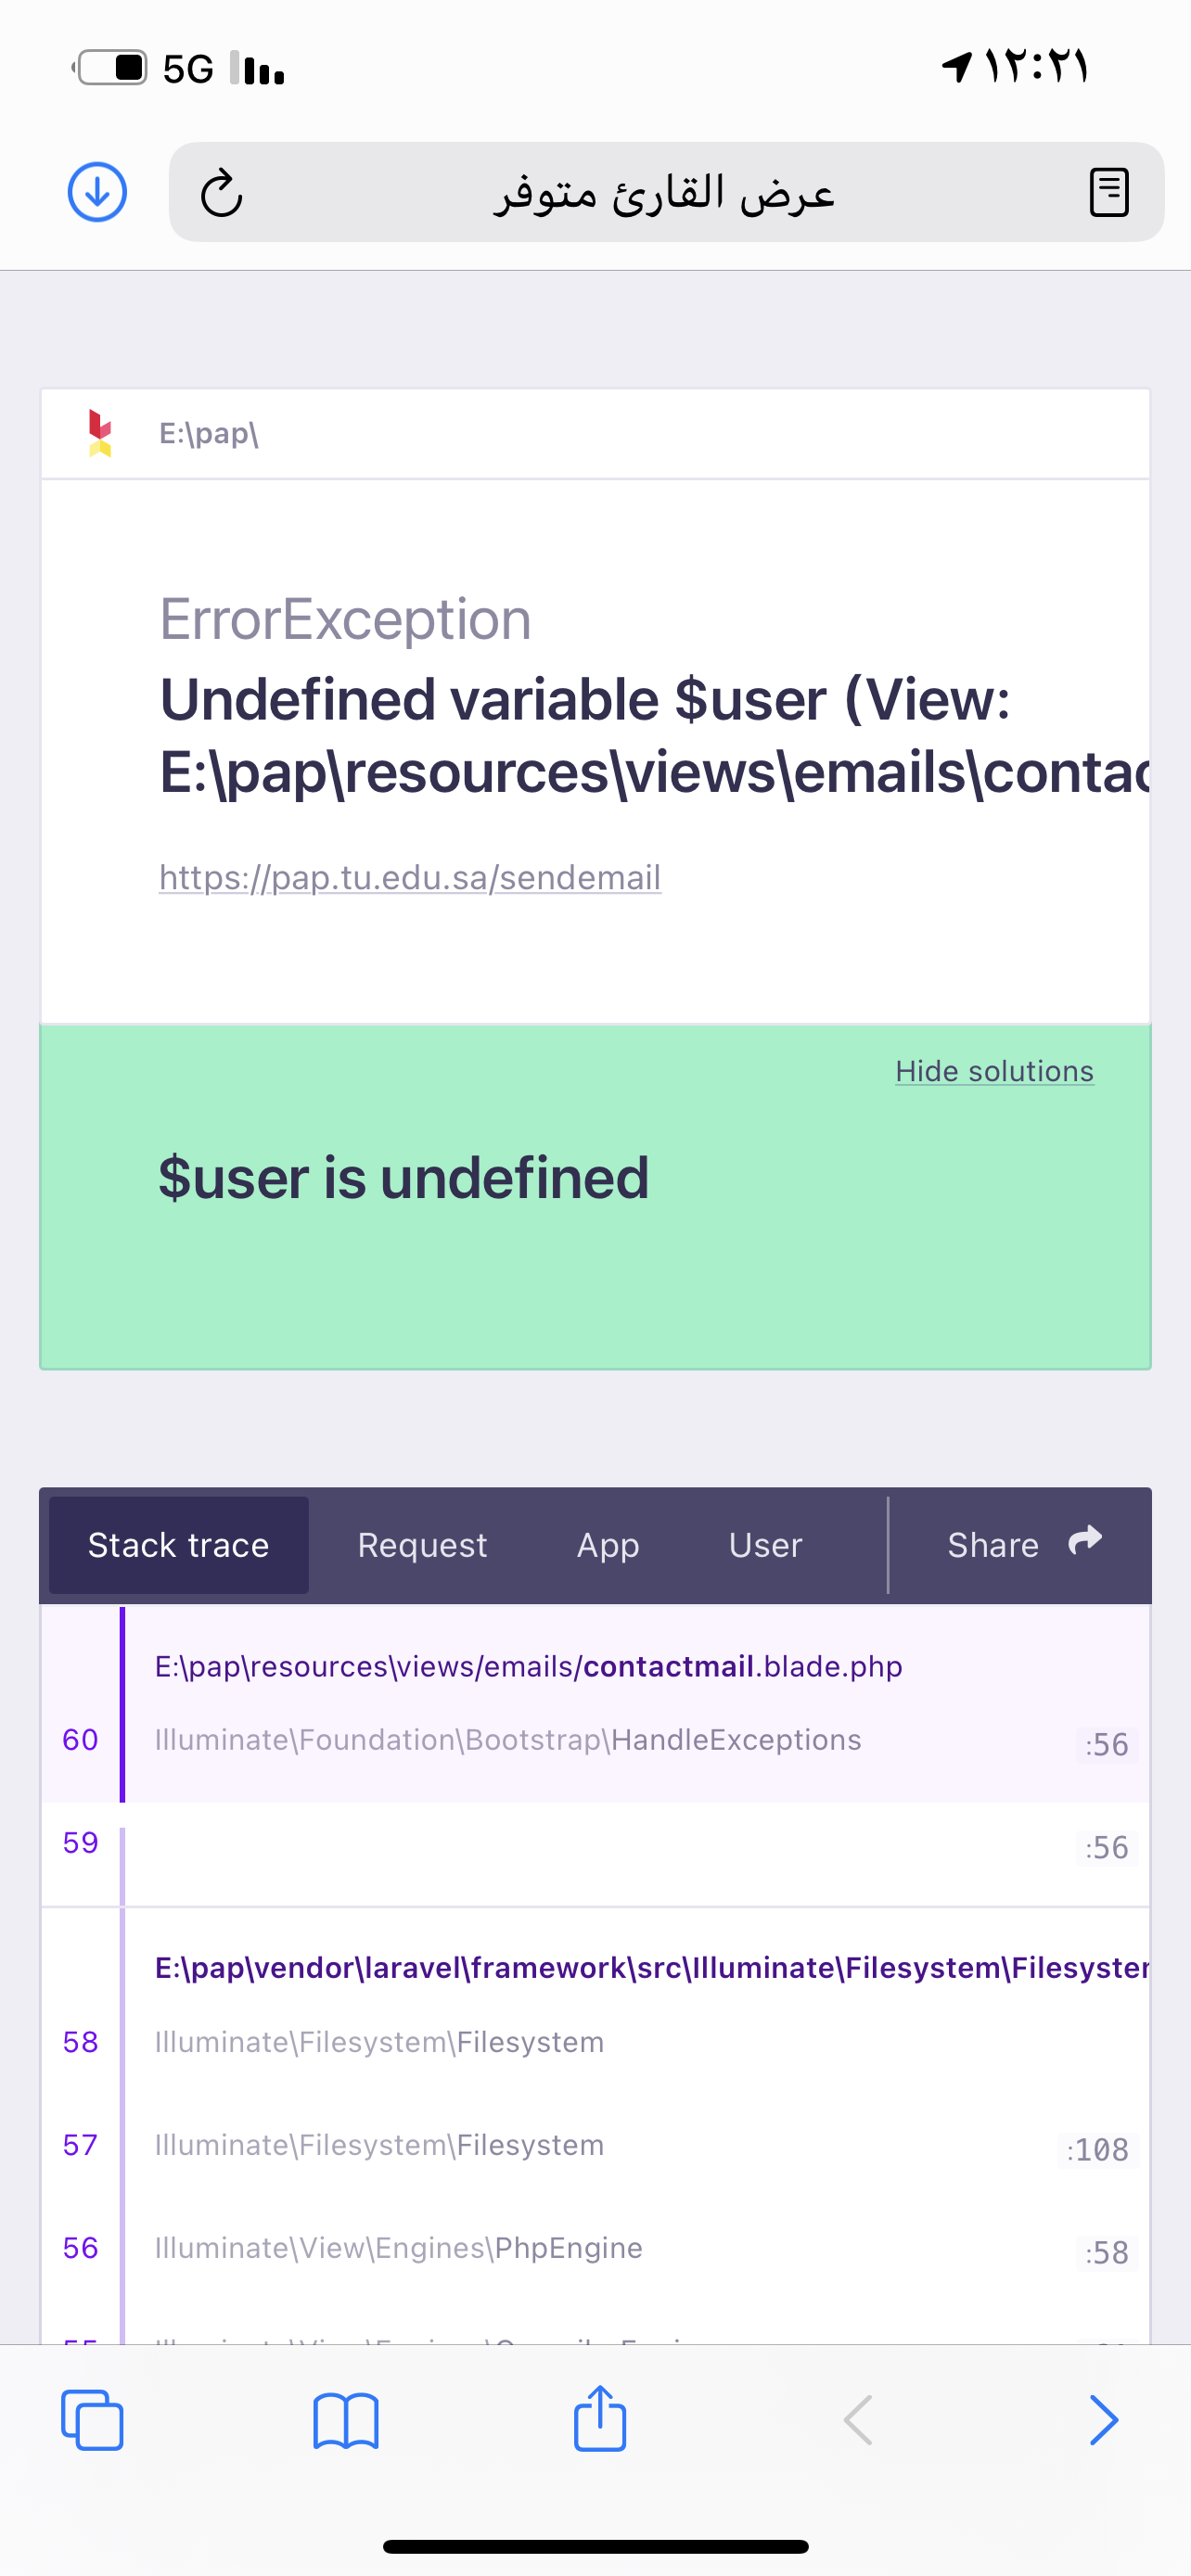 5G ١٢:٢١
عرض القارئ متوفر
E:\pap\
ErrorException
Undefined variable $user (View:
E:\pap\resources\views\emails\contac
https://pap.tu.edu.sa/sendemail
Hide solutions
$user is undefined
Stack trace Request App User Share
E:\pap\resources\views/emails/contactmail.blade.php
60 Illuminate\Foundation\Bootstrap\HandleExceptions :56
59 :56
E:\pap\vendor\laravel\framework\src\Illuminate\Filesystem\Filesyster
58 Illuminate\Filesystem\Filesystem
57 Illuminate\Filesystem\Filesystem :108
56 Illuminate\View\Engines\PhpEngine :58